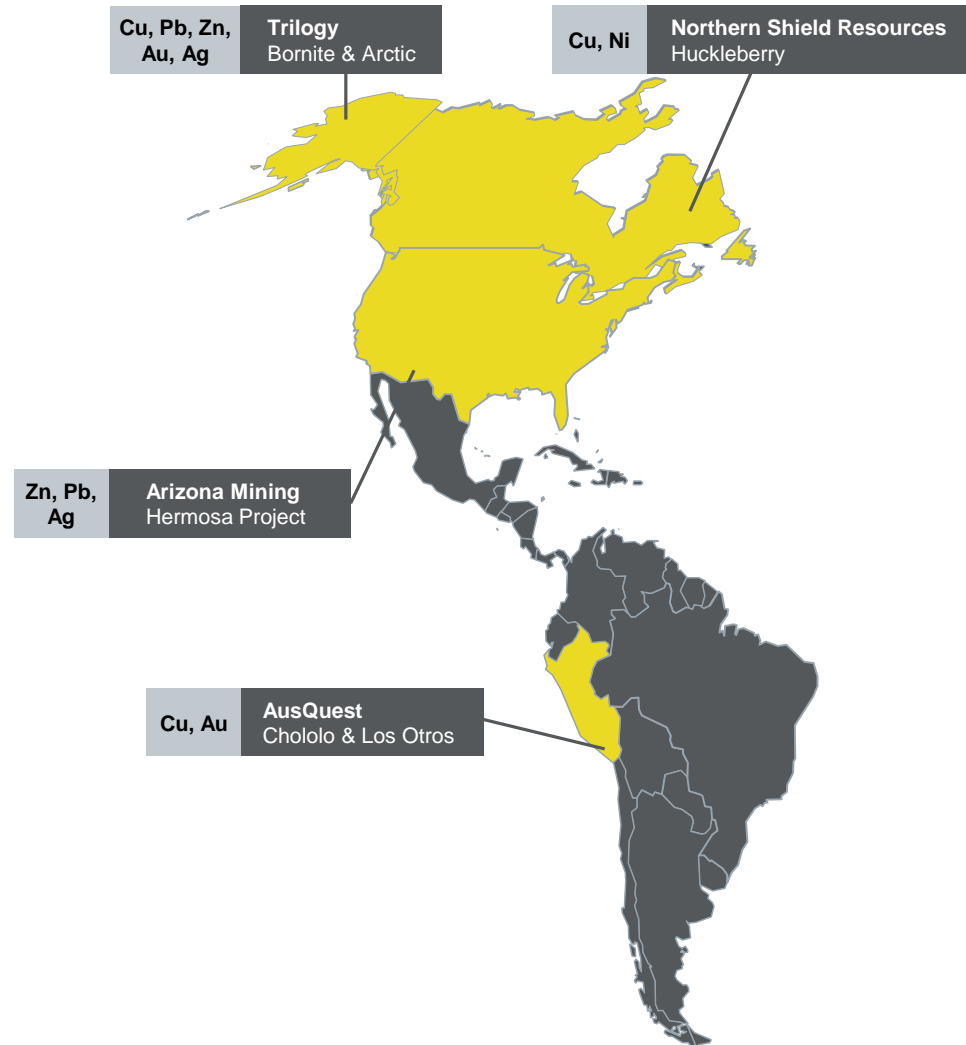 Cu, Pb, Zn,
Au, Ag
Trilogy
Bornite & Arctic
Cu, Ni
Northern Shield Resources
Huckleberry
Zn, Pb,
Ag
Arizona Mining
Hermosa Project
Cu, Au
AusQuest
Chololo & Los Otros